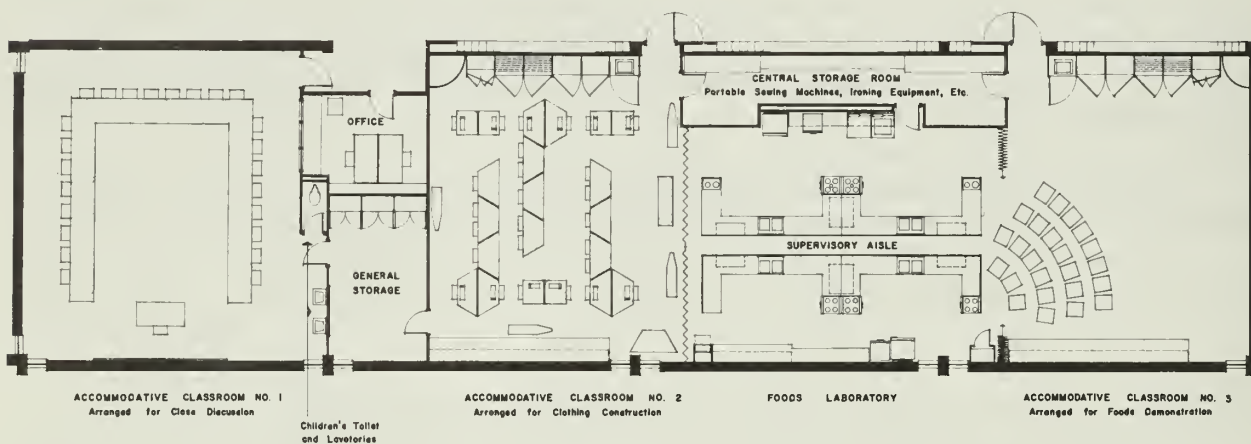 CENTRAL STORAGE ROOM
Portable Sewing Machines, Ironing Equipment, Etc.
OFFICE
SUPERVISORY AISLE
GENERAL
STORAGE
ACCOMMODATIVE CLASSROOM NO. 1
Arranged for Close Discussion
ACCOMMODATIVE CLASSROOM NO. 2
Arranged for Clothing Construction
FOODS LABORATORY
ACCOMMODATIVE CLASSROOM NO. 3
Arranged for Foods Demonstration
Children's Toilet
and Lavatories